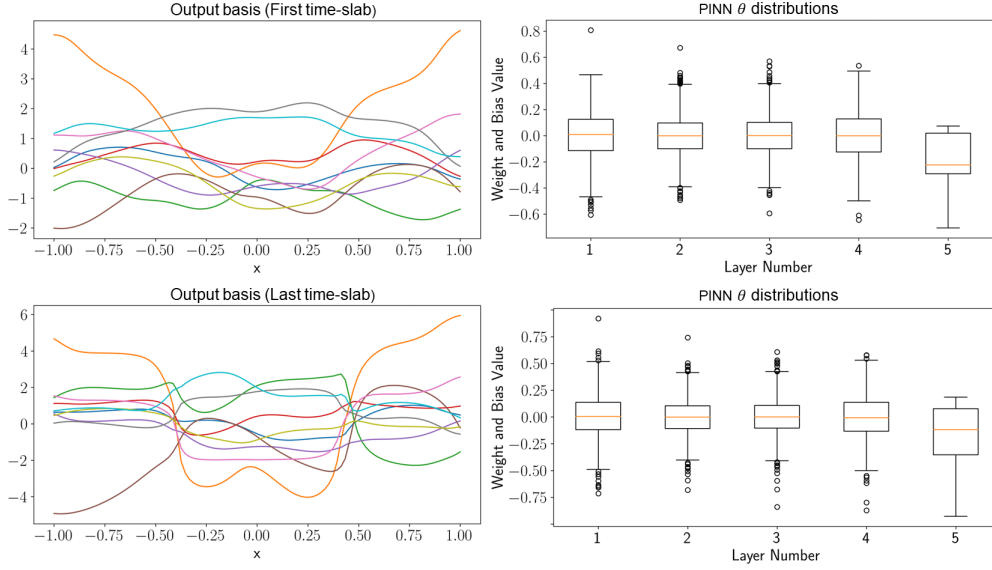 Output basis (First time-slab)
4
3
2
1
0
−1
−2
−1.00 −0.75 −0.50 −0.25 0.00 0.25 0.50 0.75 1.00
x
PINN θ distributions
Weight and Bias Value
0.8
0.6
0.4
0.2
0.0
−0.2
−0.4
−0.6
1 2 3 4 5
Layer Number
Output basis (Last time-slab)
6
4
2
0
−2
−4
−1.00 −0.75 −0.50 −0.25 0.00 0.25 0.50 0.75 1.00
x
PINN θ distributions
Weight and Bias Value
0.75
0.50
0.25
0.00
−0.25
−0.50
−0.75
1 2 3 4 5
Layer Number